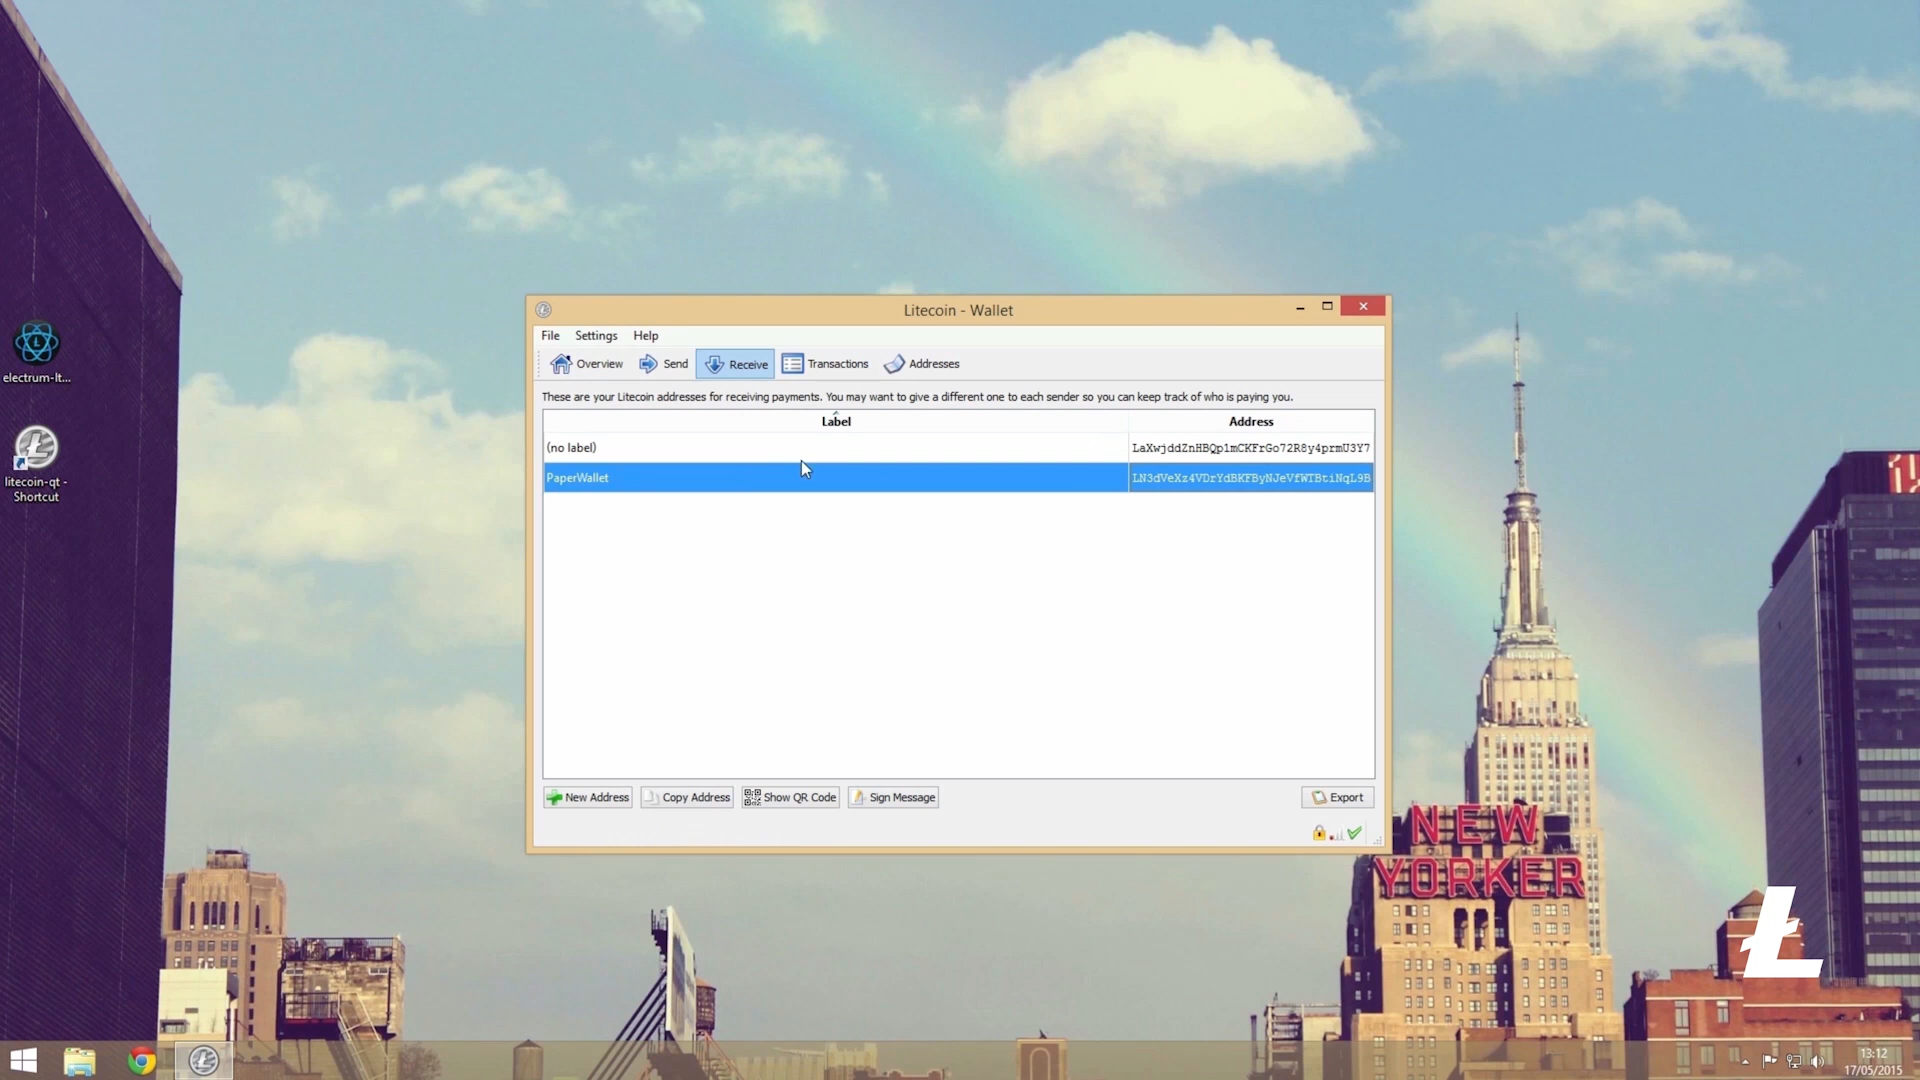 Litecoin - Wallet
File Settings Help
Overview Send Receive Transactions Addresses
These are your Litecoin addresses for receiving payments. You may want to give a different one to each sender so you can keep track of who is paying you.
Label Address
(no label) LaXwjddZnHBQp1mCKFrGo72R8y4prmU3Y7
PaperWallet LN3dVeXz4VDrYdBKFByNJeVfWTBtiNqL9B
New Address Copy Address Show QR Code Sign Message Export
electrum-lt...
litecoin-qt -
Shortcut
NEW
YORKER
13:12
17/05/2015